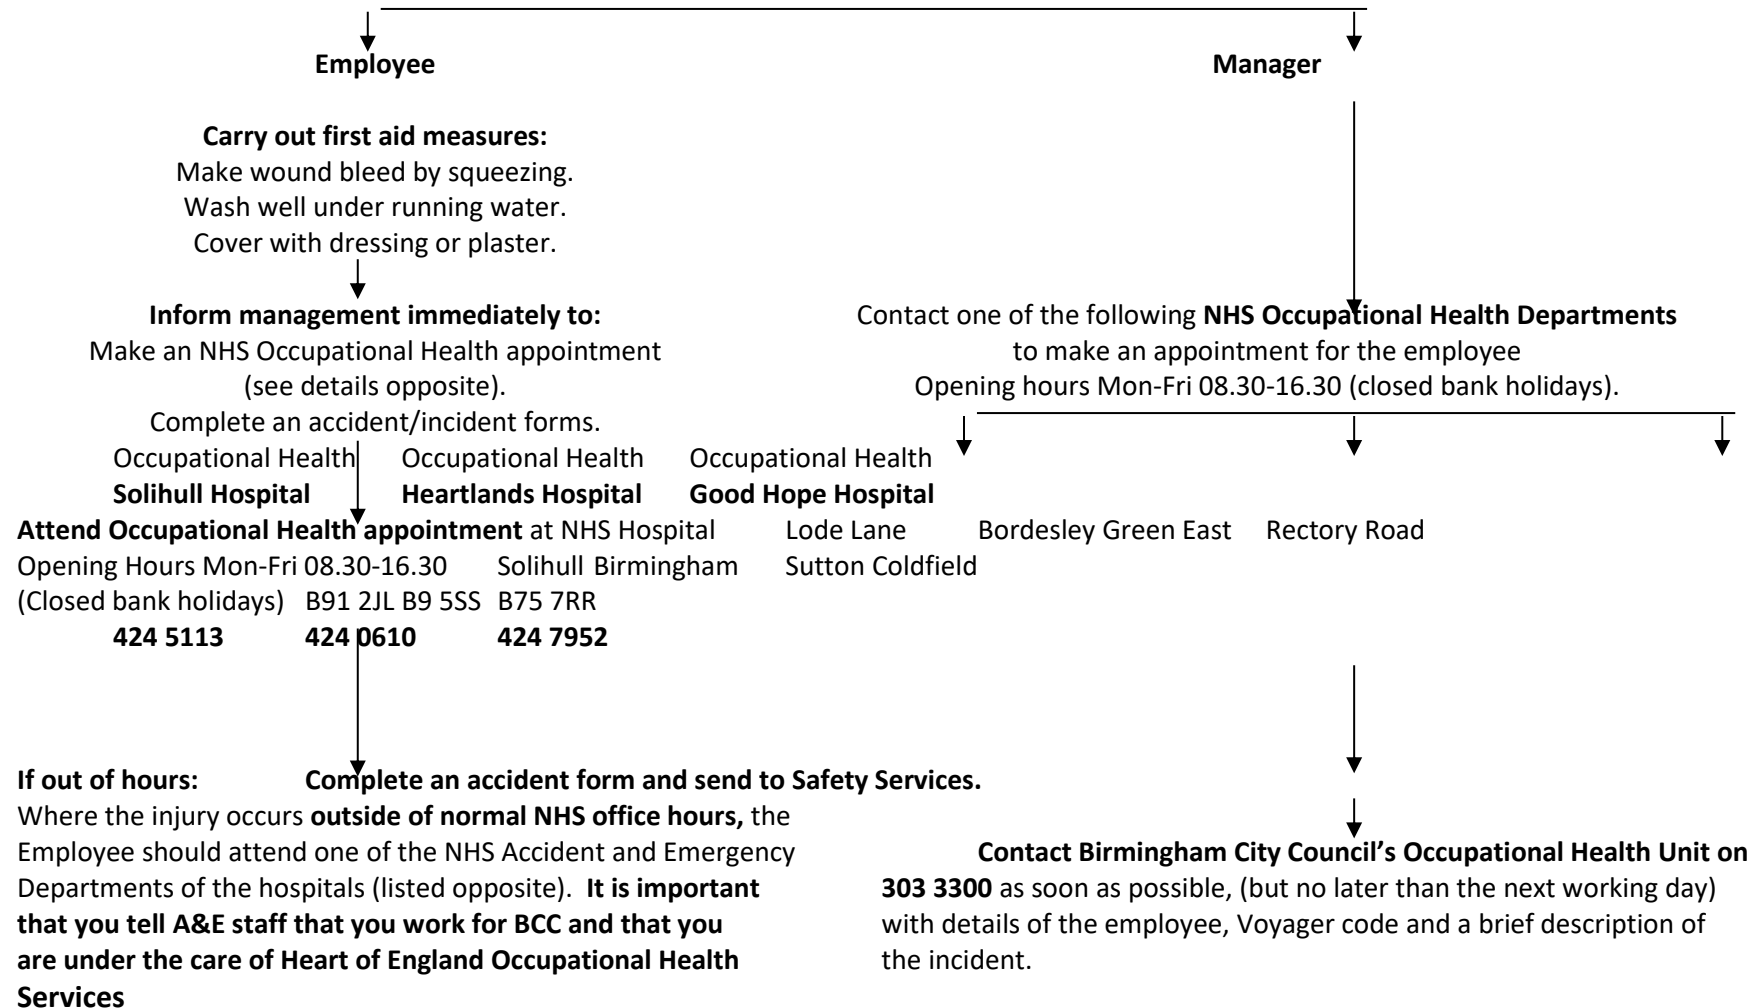 Employee
Manager
Carry out first aid measures:
Make wound bleed by squeezing.
Wash well under running water.
Cover with dressing or plaster.
Inform management immediately to:
Make an NHS Occupational Health appointment
(see details opposite).
Complete an accident/incident forms.
Contact one of the following NHS Occupational Health Departments
to make an appointment for the employee
Opening hours Mon-Fri 08.30-16.30 (closed bank holidays).
Occupational Health Occupational Health Occupational Health
Solihull Hospital Heartlands Hospital Good Hope Hospital
Attend Occupational Health appointment at NHS Hospital Lode Lane Bordesley Green East Rectory Road
Opening Hours Mon-Fri 08.30-16.30 Solihull Birmingham Sutton Coldfield
(Closed bank holidays) B91 2JL B9 5SS B75 7RR
424 5113 424 0610 424 7952
If out of hours: Complete an accident form and send to Safety Services.
Where the injury occurs outside of normal NHS office hours, the
Employee should attend one of the NHS Accident and Emergency
Departments of the hospitals (listed opposite). It is important
that you tell A&E staff that you work for BCC and that you
are under the care of Heart of England Occupational Health
Services
Contact Birmingham City Council’s Occupational Health Unit on
303 3300 as soon as possible, (but no later than the next working day)
with details of the employee, Voyager code and a brief description of
the incident.